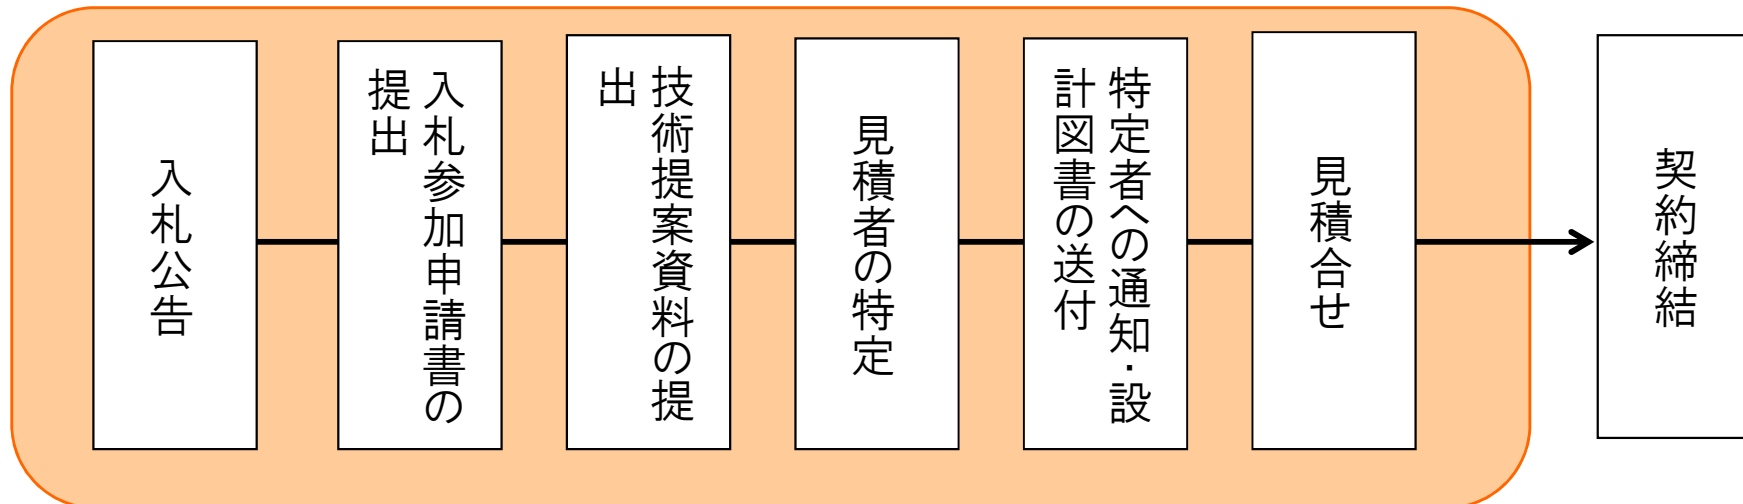 入札公告
入札参加申請書の
提出
技術提案資料の提
出
見積者の特定
特定者への通知・設
計図書の送付
見積合せ
契約締結